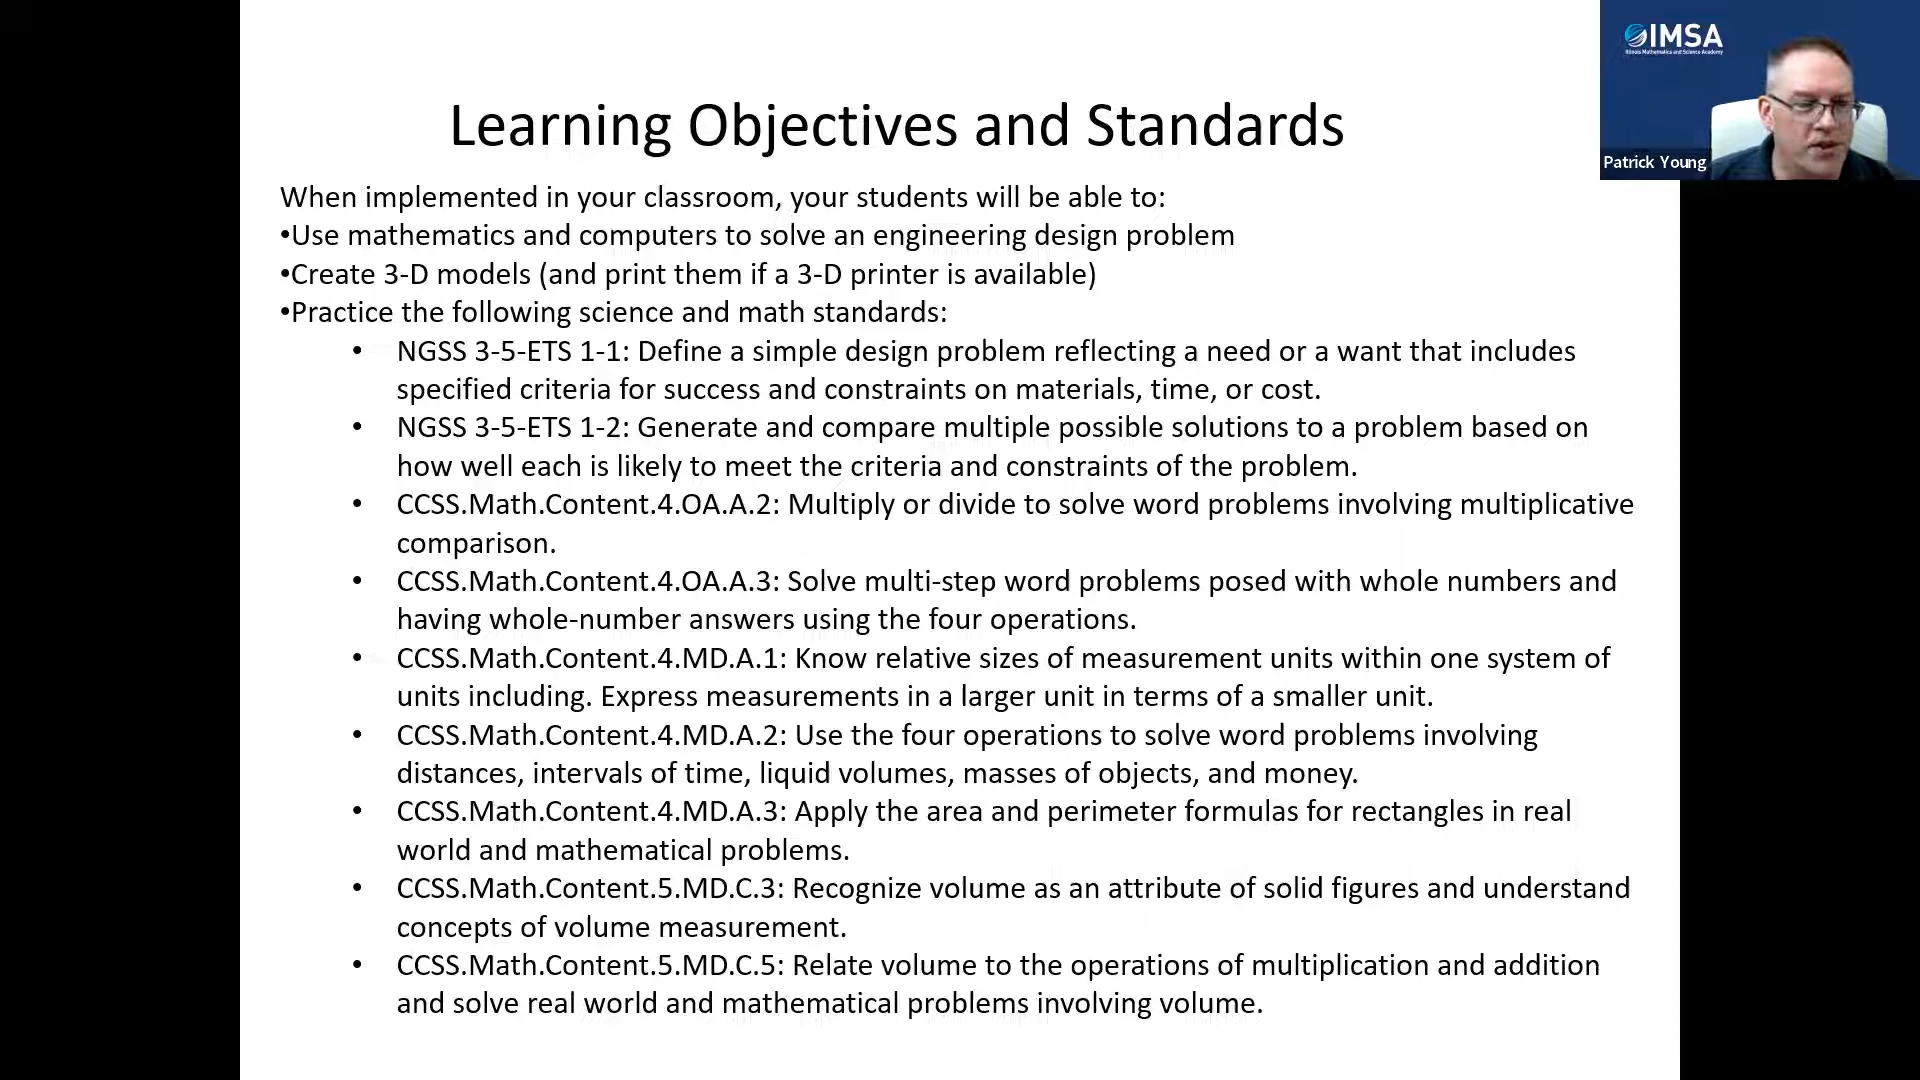 IMSA
Illinois Mathematics and Science Academy
Patrick Young
Learning Objectives and Standards
When implemented in your classroom, your students will be able to:
•Use mathematics and computers to solve an engineering design problem
•Create 3-D models (and print them if a 3-D printer is available)
•Practice the following science and math standards:
• NGSS 3-5-ETS 1-1: Define a simple design problem reflecting a need or a want that includes
specified criteria for success and constraints on materials, time, or cost.
• NGSS 3-5-ETS 1-2: Generate and compare multiple possible solutions to a problem based on
how well each is likely to meet the criteria and constraints of the problem.
• CCSS.Math.Content.4.OA.A.2: Multiply or divide to solve word problems involving multiplicative
comparison.
• CCSS.Math.Content.4.OA.A.3: Solve multi-step word problems posed with whole numbers and
having whole-number answers using the four operations.
• CCSS.Math.Content.4.MD.A.1: Know relative sizes of measurement units within one system of
units including. Express measurements in a larger unit in terms of a smaller unit.
• CCSS.Math.Content.4.MD.A.2: Use the four operations to solve word problems involving
distances, intervals of time, liquid volumes, masses of objects, and money.
• CCSS.Math.Content.4.MD.A.3: Apply the area and perimeter formulas for rectangles in real
world and mathematical problems.
• CCSS.Math.Content.5.MD.C.3: Recognize volume as an attribute of solid figures and understand
concepts of volume measurement.
• CCSS.Math.Content.5.MD.C.5: Relate volume to the operations of multiplication and addition
and solve real world and mathematical problems involving volume.